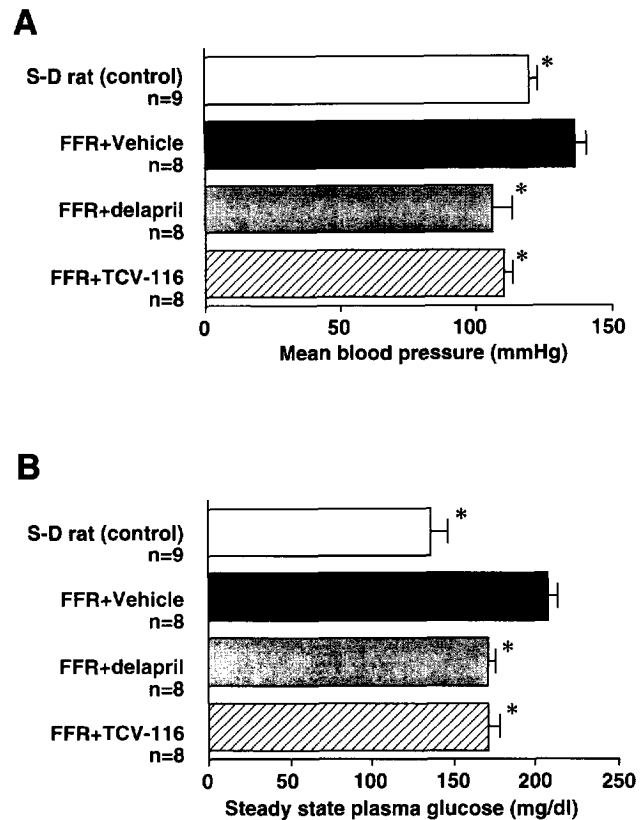 A
S-D rat (control)
n=9
*
FFR+Vehicle
n=8
FFR+delapril
n=8
*
FFR+TCV-116
n=8
*
0 50 100 150
Mean blood pressure (mmHg)
B
S-D rat (control)
n=9
*
FFR+Vehicle
n=8
FFR+delapril
n=8
*
FFR+TCV-116
n=8
*
0 50 100 150 200 250
Steady state plasma glucose (mg/dl)